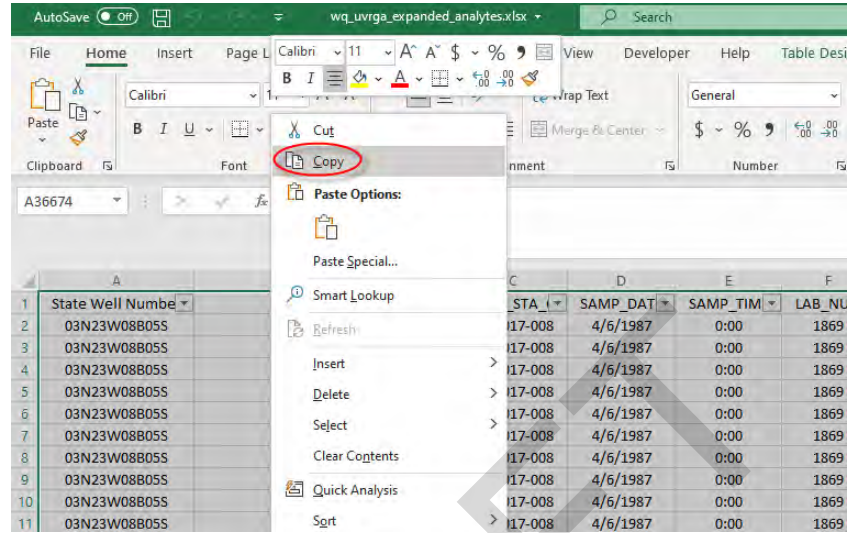 AutoSave Off wq_uvrga_expanded_analytes.xlsx Search
File Home Insert Page L View Developer Help Table Desi
Calibri 11 A^ A˅ $ % 9
B I A
Calibri Wrap Text General
Paste B I U Merge & Center $ % 9
Clipboard Font nment Number
A36674 fx
Cut
Copy
Paste Options:
Paste Special...
Smart Lookup
Refresh
Insert
Delete
Select
Clear Contents
Quick Analysis
Sort
A C D E F
1 State Well Numbe _STA_( SAMP_DAT SAMP_TIM LAB_NU
2 03N23W08B05S 017-008 4/6/1987 0:00 1869
3 03N23W08B05S 017-008 4/6/1987 0:00 1869
4 03N23W08B05S 017-008 4/6/1987 0:00 1869
5 03N23W08B05S 017-008 4/6/1987 0:00 1869
6 03N23W08B05S 017-008 4/6/1987 0:00 1869
7 03N23W08B05S 017-008 4/6/1987 0:00 1869
8 03N23W08B05S 017-008 4/6/1987 0:00 1869
9 03N23W08B05S 017-008 4/6/1987 0:00 1869
10 03N23W08B05S 017-008 4/6/1987 0:00 1869
11 03N23W08B05S 017-008 4/6/1987 0:00 1869